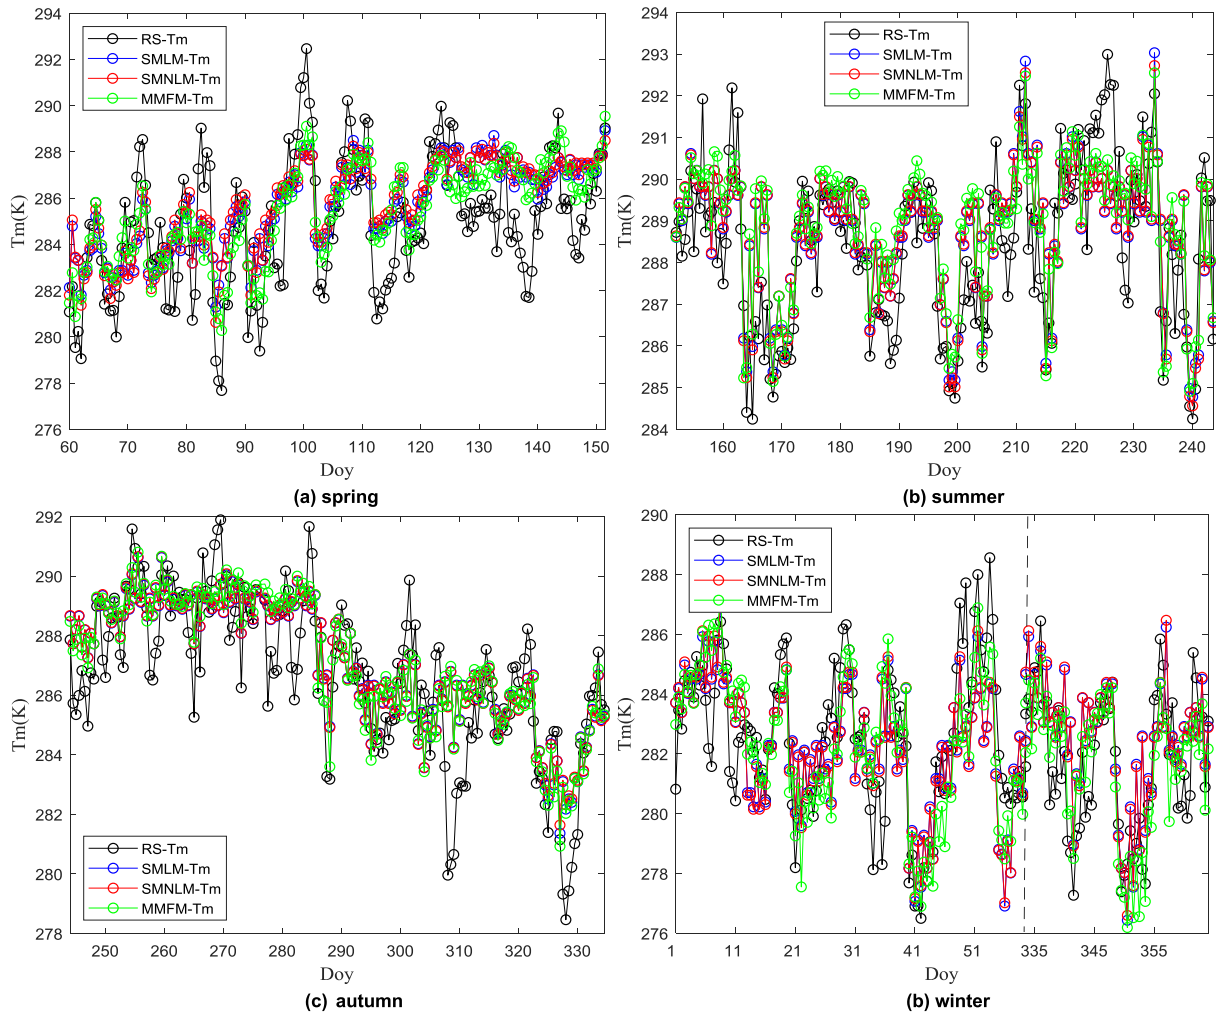 294
292
290
288
286
284
282
280
278
276
Tm(K)
RS-Tm
SMLM-Tm
SMNLM-Tm
MMFM-Tm
60 70 80 90 100 110 120 130 140 150
Doy
(a) spring
294
293
292
291
290
289
288
287
286
285
284
Tm(K)
RS-Tm
SMLM-Tm
SMNLM-Tm
MMFM-Tm
160 170 180 190 200 210 220 230 240
Doy
(b) summer
292
290
288
286
284
282
280
278
Tm(K)
RS-Tm
SMLM-Tm
SMNLM-Tm
MMFM-Tm
250 260 270 280 290 300 310 320 330
Doy
(c) autumn
290
288
286
284
282
280
278
276
Tm(K)
RS-Tm
SMLM-Tm
SMNLM-Tm
MMFM-Tm
1 11 21 31 41 51 335 345 355
Doy
(b) winter